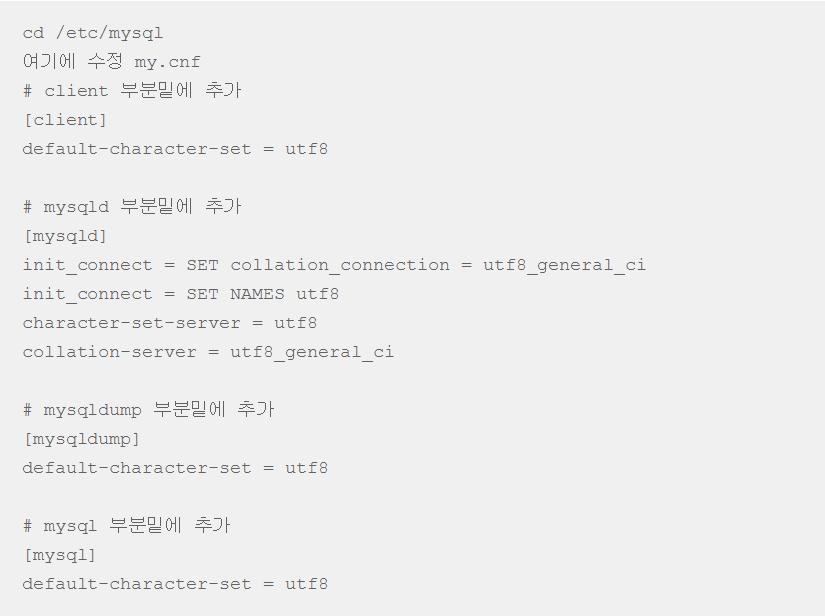 cd /etc/mysql
여기에 수정 my.cnf
# client 부분밑에 추가
[client]
default-character-set = utf8
# mysqld 부분밑에 추가
[mysqld]
init_connect = SET collation_connection = utf8_general_ci
init_connect = SET NAMES utf8
character-set-server = utf8
collation-server = utf8_general_ci
# mysqldump 부분밑에 추가
[mysqldump]
default-character-set = utf8
# mysql 부분밑에 추가
[mysql]
default-character-set = utf8